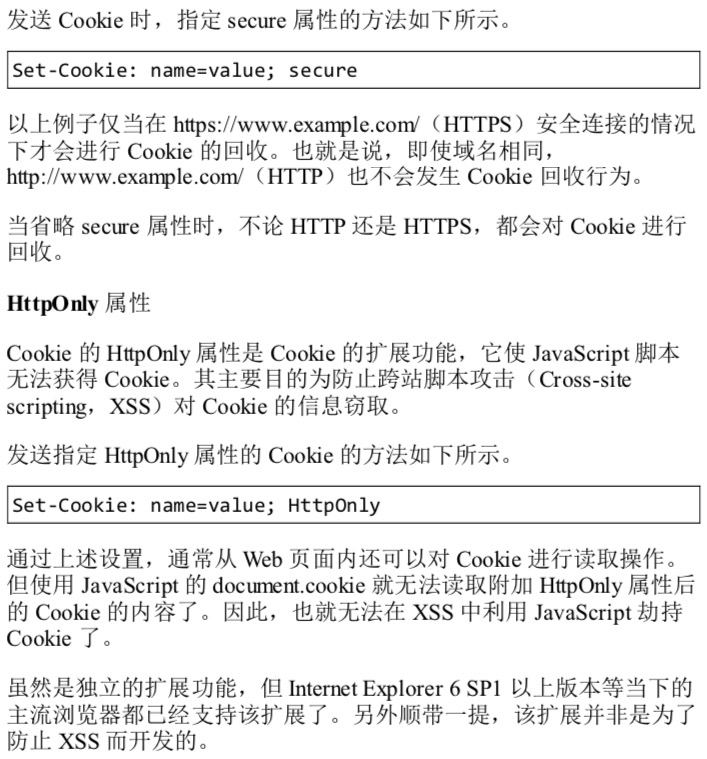 发送 Cookie 时，指定 secure 属性的方法如下所示。
Set-Cookie: name=value; secure
以上例子仅当在 https://www.example.com/（HTTPS）安全连接的情况
下才会进行 Cookie 的回收。也就是说，即使域名相同，
http://www.example.com/（HTTP）也不会发生 Cookie 回收行为。
当省略 secure 属性时，不论 HTTP 还是 HTTPS，都会对 Cookie 进行
回收。
HttpOnly 属性
Cookie 的 HttpOnly 属性是 Cookie 的扩展功能，它使 JavaScript 脚本
无法获得 Cookie。其主要目的为防止跨站脚本攻击（Cross-site
scripting，XSS）对 Cookie 的信息窃取。
发送指定 HttpOnly 属性的 Cookie 的方法如下所示。
Set-Cookie: name=value; HttpOnly
通过上述设置，通常从 Web 页面内还可以对 Cookie 进行读取操作。
但使用 JavaScript 的 document.cookie 就无法读取附加 HttpOnly 属性后
的 Cookie 的内容了。因此，也就无法在 XSS 中利用 JavaScript 劫持
Cookie 了。
虽然是独立的扩展功能，但 Internet Explorer 6 SP1 以上版本等当下的
主流浏览器都已经支持该扩展了。另外顺带一提，该扩展并非是为了
防止 XSS 而开发的。